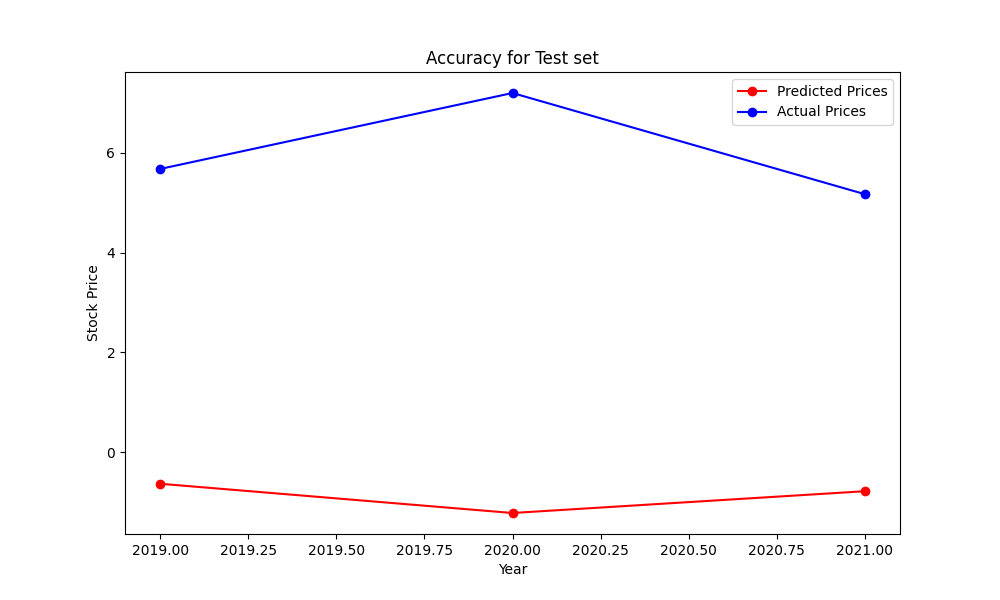 Accuracy for Test set
Predicted Prices
Actual Prices
6
4
2
0
Stock Price
2019.00 2019.25 2019.50 2019.75 2020.00 2020.25 2020.50 2020.75 2021.00
Year